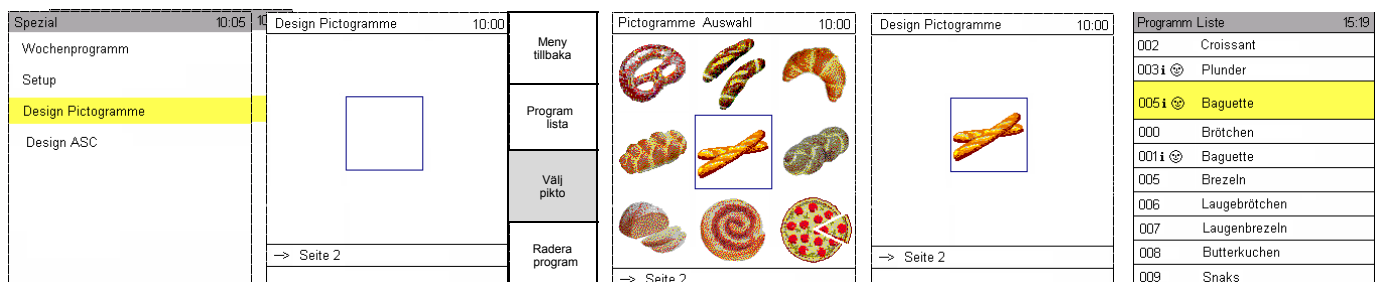 Spezial 10:05
Wochenprogramm
Setup
Design Pictogramme
Design ASC
Design Pictogramme 10:00
-> Seite 2
Meny
tillbaka
Program
lista
Välj
pikto
Radera
program
Pictogramme Auswahl 10:00
-> Seite 2
Design Pictogramme 10:00
-> Seite 2
Programm Liste 15:19
002 Croissant
003 i Plunder
005 i Baguette
000 Brötchen
001 i Baguette
005 Brezeln
006 Laugebrötchen
007 Laugenbrezeln
008 Butterkuchen
009 Snaks